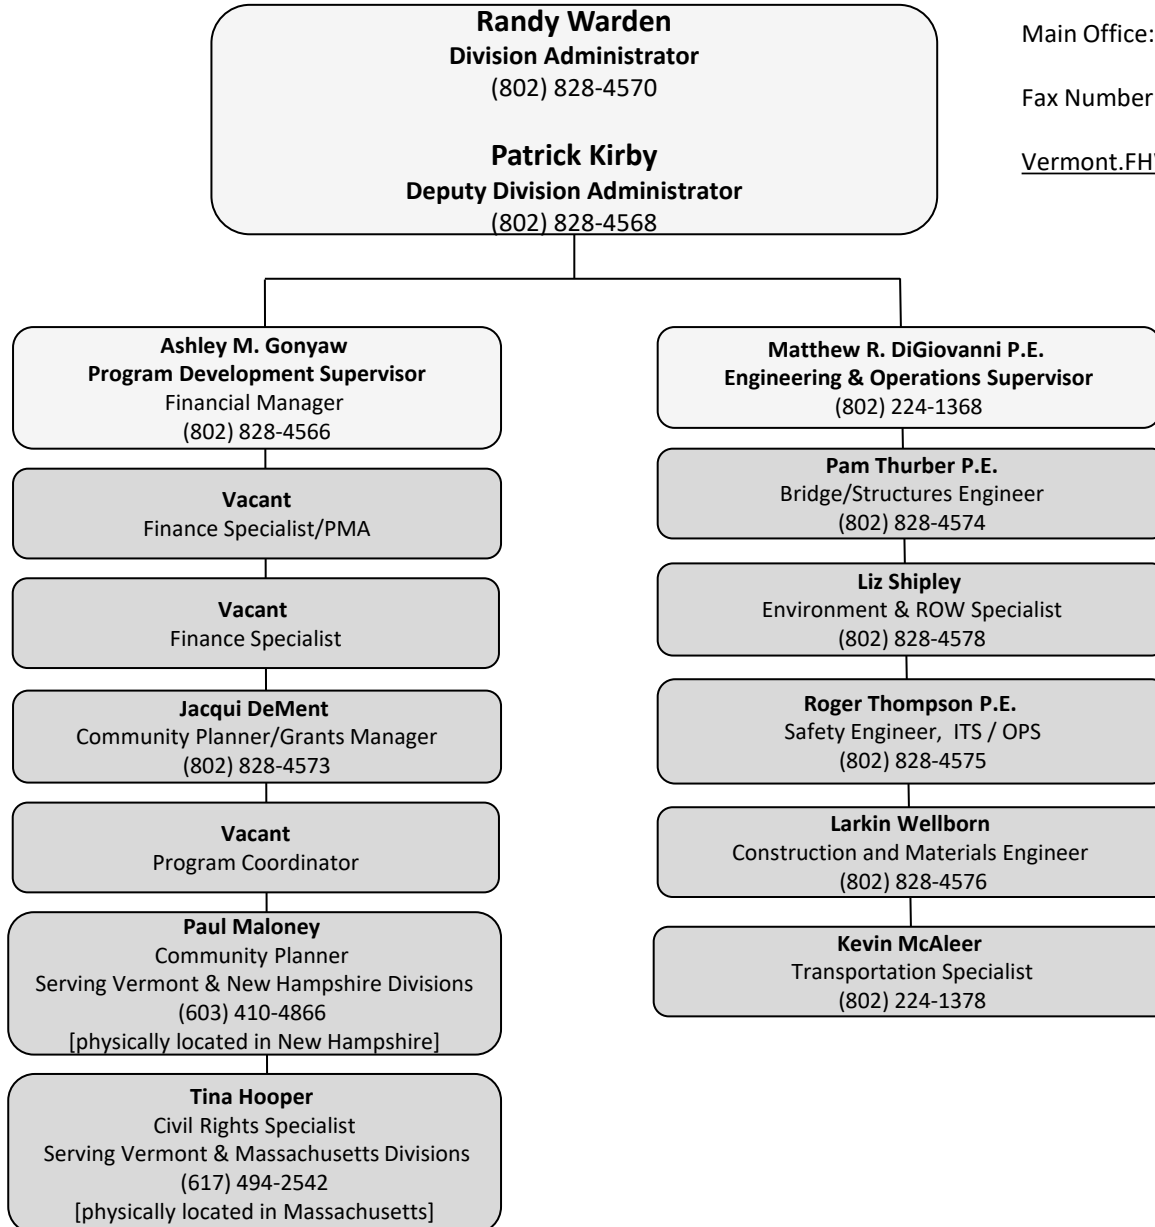 Randy Warden
Division Administrator
(802) 828-4570
Patrick Kirby
Deputy Division Administrator
(802) 828-4568
Main Office:
Fax Number
Vermont.FH
Ashley M. Gonyaw
Program Development Supervisor
Financial Manager
(802) 828-4566
Vacant
Finance Specialist/PMA
Vacant
Finance Specialist
Jacqui DeMent
Community Planner/Grants Manager
(802) 828-4573
Vacant
Program Coordinator
Paul Maloney
Community Planner
Serving Vermont & New Hampshire Divisions
(603) 410-4866
[physically located in New Hampshire]
Tina Hooper
Civil Rights Specialist
Serving Vermont & Massachusetts Divisions
(617) 494-2542
[physically located in Massachusetts]
Matthew R. DiGiovanni P.E.
Engineering & Operations Supervisor
(802) 224-1368
Pam Thurber P.E.
Bridge/Structures Engineer
(802) 828-4574
Liz Shipley
Environment & ROW Specialist
(802) 828-4578
Roger Thompson P.E.
Safety Engineer, ITS / OPS
(802) 828-4575
Larkin Wellborn
Construction and Materials Engineer
(802) 828-4576
Kevin McAleer
Transportation Specialist
(802) 224-1378